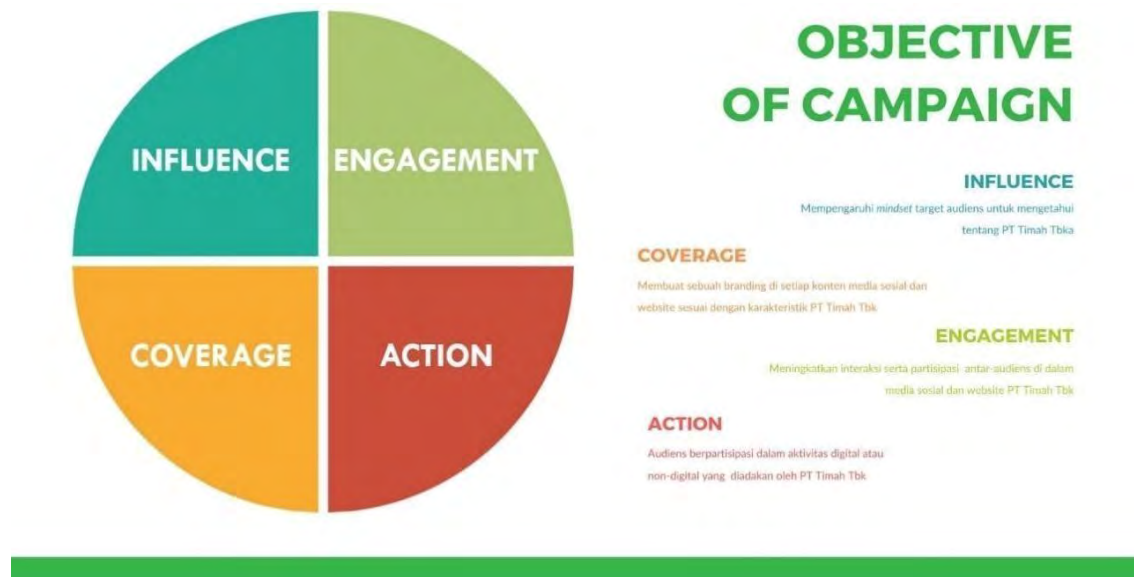 INFLUENCE
ENGAGEMENT
COVERAGE
ACTION
OBJECTIVE
OF CAMPAIGN
INFLUENCE
Mempengaruhi mindset target audiens untuk mengetahui
tentang PT Timah Tbka
COVERAGE
Membuat sebuah branding di setiap konten media sosial dan
website sesuai dengan karakteristik PT Timah Tbk
ENGAGEMENT
Meningkatkan interaksi serta partisipasi antar-audiens di dalam
media sosial dan website PT Timah Tbk
ACTION
Audiens berpartisipasi dalam aktivitas digital atau
non-digital yang diadakan oleh PT Timah Tbk